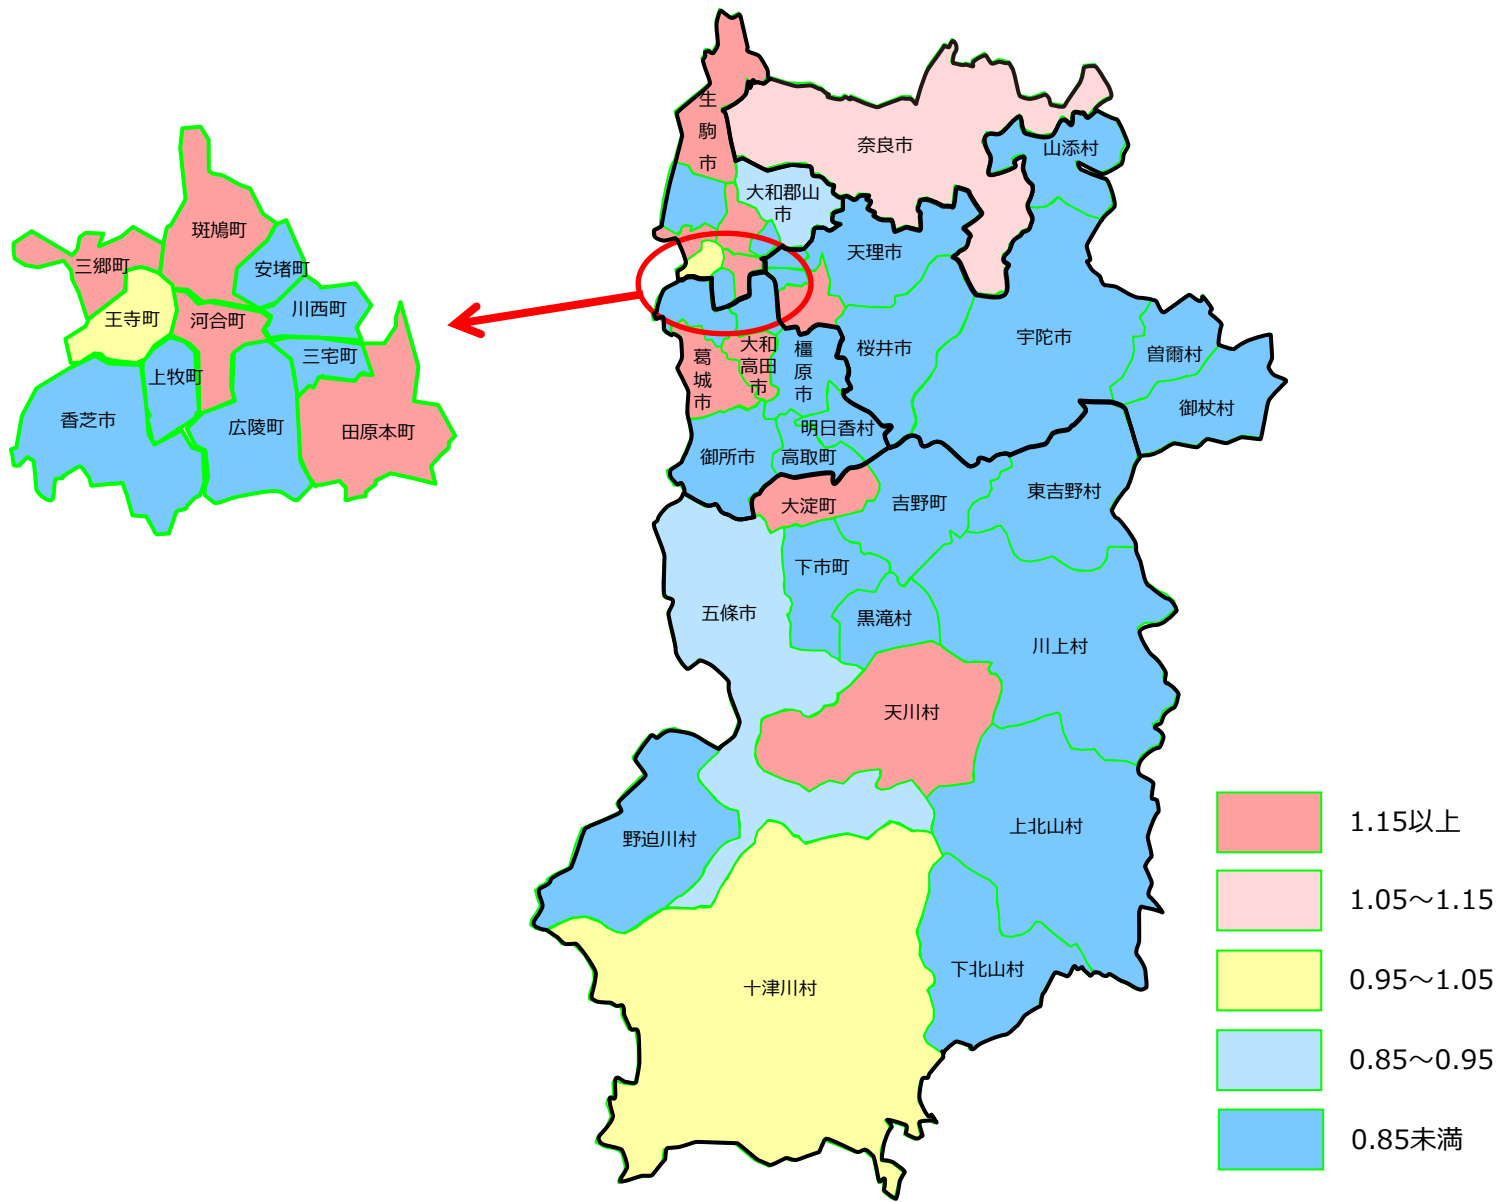 生駒市
奈良市
山添村
大和郡山市
天理市
斑鳩町
三郷町
安堵町
川西町
王寺町
河合町
三宅町
上牧町
香芝市
広陵町
田原本町
葛城市
大和高田市
橿原市
桜井市
宇陀市
曽爾村
御杖村
明日香村
御所市
高取町
大淀町
吉野町
東吉野村
下市町
五條市
黒滝村
川上村
天川村
野迫川村
上北山村
下北山村
十津川村
1.15以上
1.05～1.15
0.95～1.05
0.85～0.95
0.85未満